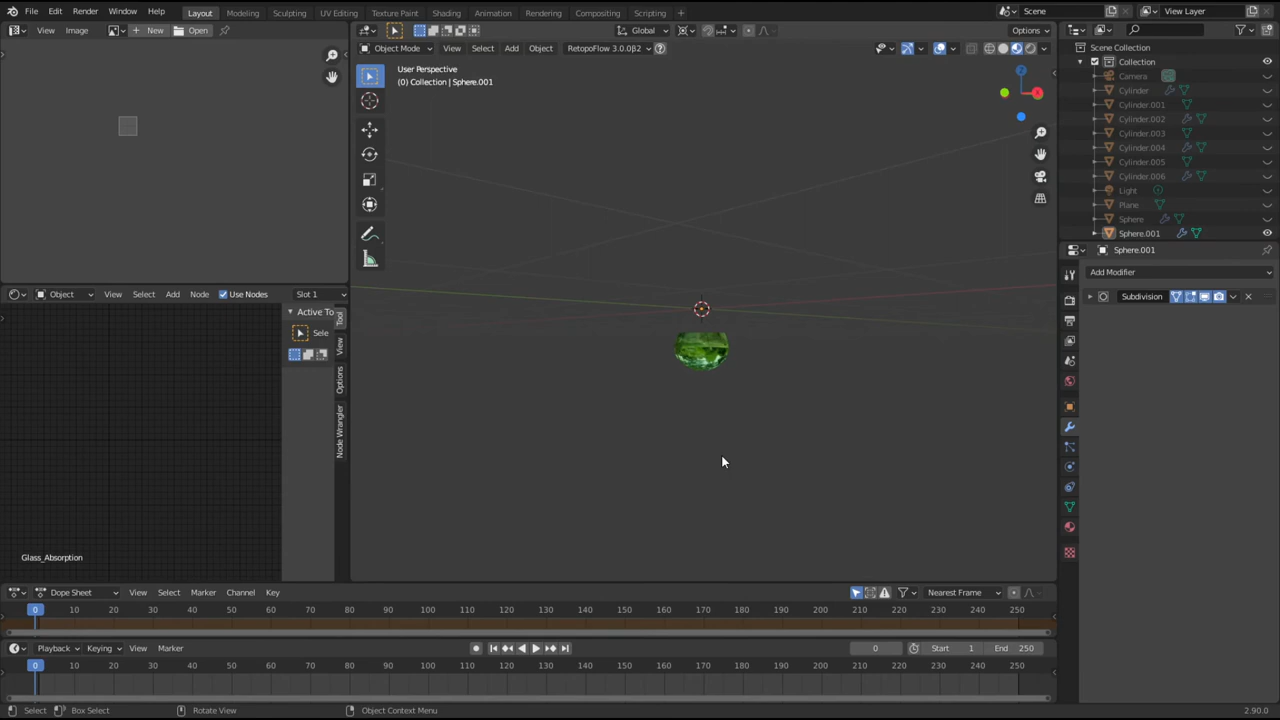 File Edit Render Window Help Layout Modeling Sculpting UV Editing Texture Paint Shading Animation Rendering Compositing Scripting Scene View Layer
View Image New Open Global Options
Object Mode View Select Add Object RetopoFlow 3.0.0β2
User Perspective
(0) Collection | Sphere.001
Z
X
Scene Collection
Collection
Camera
Cylinder
Cylinder.001
Cylinder.002
Cylinder.003
Cylinder.004
Cylinder.005
Cylinder.006
Light
Plane
Sphere
Sphere.001
Sphere.001
Add Modifier
Subdivision
Object View Select Add Node Use Nodes Slot 1
Active To
Sele
Tool
View
Options
Node Wrangler
Glass_Absorption
Dope Sheet View Select Marker Channel Key Nearest Frame
0 10 20 30 40 50 60 70 80 90 100 110 120 130 140 150 160 170 180 190 200 210 220 230 240 250
Playback Keying View Marker 0 Start 1 End 250
0 10 20 30 40 50 60 70 80 90 100 110 120 130 140 150 160 170 180 190 200 210 220 230 240 250
Select Box Select Rotate View Object Context Menu 2.90.0